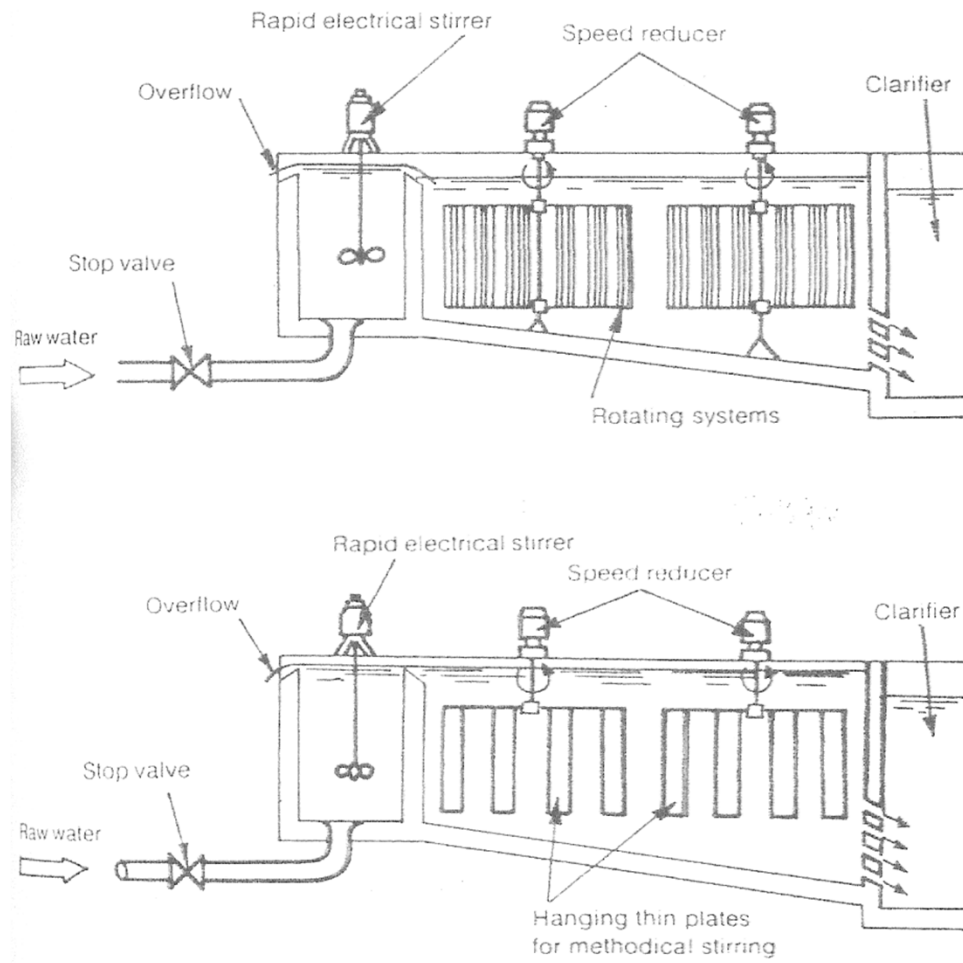 Rapid electrical stirrer
Speed reducer
Overflow
Clarifier
Stop valve
Raw water
Rotating systems
Rapid electrical stirrer
Speed reducer
Overflow
Clarifier
Stop valve
Raw water
Hanging thin plates
for methodical stirring